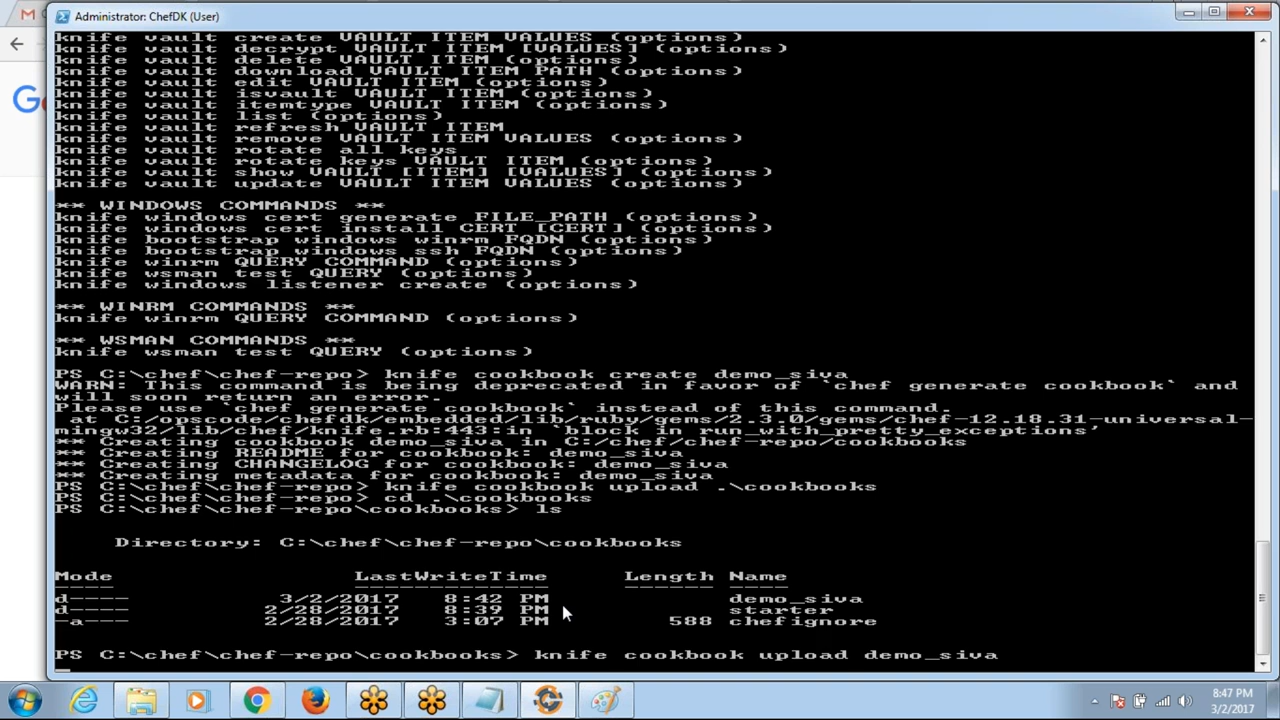 Administrator: ChefDK (User)
knife vault create VAULT ITEM VALUES (options)
knife vault decrypt VAULT ITEM [VALUES] (options)
knife vault delete VAULT ITEM (options)
knife vault download VAULT ITEM PATH (options)
knife vault edit VAULT ITEM (options)
knife vault isvault VAULT ITEM (options)
knife vault itemtype VAULT ITEM (options)
knife vault list (options)
knife vault refresh VAULT ITEM
knife vault remove VAULT ITEM VALUES (options)
knife vault rotate all keys
knife vault rotate keys VAULT ITEM (options)
knife vault show VAULT [ITEM] [VALUES] (options)
knife vault update VAULT ITEM VALUES (options)
** WINDOWS COMMANDS **
knife windows cert generate FILE_PATH (options)
knife windows cert install CERT [CERT] (options)
knife bootstrap windows winrm FQDN (options)
knife bootstrap windows ssh FQDN (options)
knife winrm QUERY COMMAND (options)
knife wsman test QUERY (options)
knife windows listener create (options)
** WINRM COMMANDS **
knife winrm QUERY COMMAND (options)
** WSMAN COMMANDS **
knife wsman test QUERY (options)
PS C:\chef\chef-repo> knife cookbook create demo_siva
WARN: This command is being deprecated in favor of `chef generate cookbook` and
will soon return an error.
Please use `chef generate cookbook` instead of this command.
 at C:/opscode/chefdk/embedded/lib/ruby/gems/2.3.0/gems/chef-12.18.31-universal-
mingw32/lib/chef/knife.rb:443:in `block in run_with_pretty_exceptions'
** Creating cookbook demo_siva in C:/chef/chef-repo/cookbooks
** Creating README for cookbook: demo_siva
** Creating CHANGELOG for cookbook: demo_siva
** Creating metadata for cookbook: demo_siva
PS C:\chef\chef-repo> knife cookbook upload .\cookbooks
PS C:\chef\chef-repo> cd .\cookbooks
PS C:\chef\chef-repo\cookbooks> ls
Directory: C:\chef\chef-repo\cookbooks
Mode LastWriteTime Length Name
---- ------------- ------ ----
d---- 3/2/2017 8:42 PM demo_siva
d---- 2/28/2017 8:39 PM starter
-a--- 2/28/2017 3:07 PM 588 chefignore
PS C:\chef\chef-repo\cookbooks> knife cookbook upload demo_siva
8:47 PM
3/2/2017